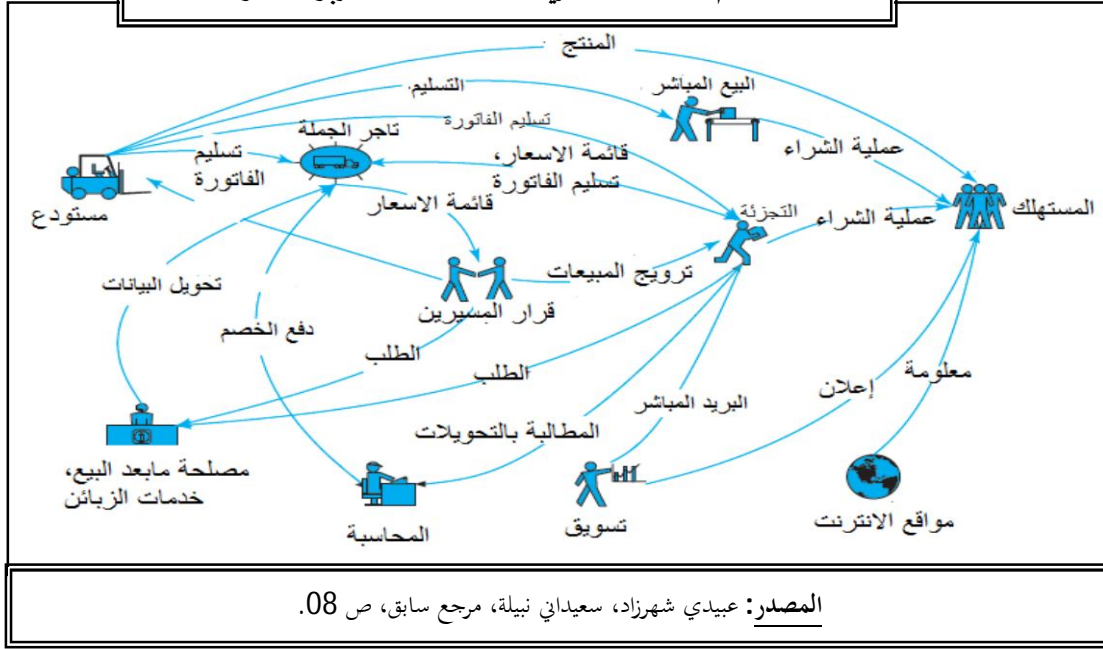 المنتج
البيع المباشر
التسليم
تسليم الفاتورة
تاجر الجملة
عملية الشراء
تسليم
الفاتورة
قائمة الاسعار،
تسليم الفاتورة
مستودع
قائمة الاسعار
التجزئة
عملية الشراء
المستهلك
ترويج المبيعات
تحويل البيانات
قرار المسيرين
دفع الخصم
الطلب
الطلب
معلومة
إعلان
البريد المباشر
المطالبة بالتحويلات
مصلحة مابعد البيع،
خدمات الزبائن
المحاسبة
تسويق
مواقع الانترنت
المصدر: عبيدي شهرزاد، سعيداني نبيلة، مرجع سابق، ص 08.